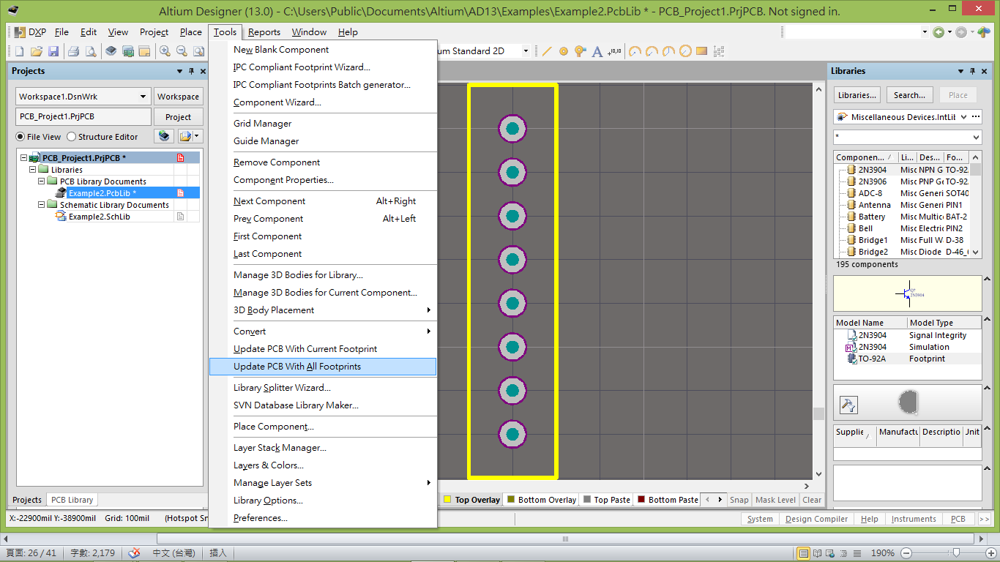 Altium Designer (13.0) - C:\Users\Public\Documents\Altium\AD13\Examples\Example2.PcbLib * - PCB_Project1.PrjPCB. Not signed in.
DXP File Edit View Project Place Tools Reports Window Help
um Standard 2D
+10,10
Projects
Workspace1.DsnWrk Workspace
PCB_Project1.PrjPCB Project
File View Structure Editor
PCB_Project1.PrjPCB *
Libraries
PCB Library Documents
Example2.PcbLib *
Schematic Library Documents
Example2.SchLib
Projects PCB Library
New Blank Component
IPC Compliant Footprint Wizard...
IPC Compliant Footprints Batch generator...
Component Wizard...
Grid Manager
Guide Manager
Remove Component
Component Properties...
Next Component Alt+Right
Prev Component Alt+Left
First Component
Last Component
Manage 3D Bodies for Library...
Manage 3D Bodies for Current Component...
3D Body Placement
Convert
Update PCB With Current Footprint
Update PCB With All Footprints
Library Splitter Wizard...
SVN Database Library Maker...
Place Component...
Layer Stack Manager...
Layers & Colors...
Manage Layer Sets
Library Options...
Preferences...
Top Overlay Bottom Overlay Top Paste Bottom Paste Snap Mask Level Clear
Libraries
Libraries... Search... Place
Miscellaneous Devices.IntLit ...
*
Componen... Li... Des... Fo...
2N3904 Misc NPN G TO-92
2N3906 Misc PNP G TO-92
ADC-8 Misc Generi SOT40
Antenna Misc Generi PIN1
Battery Misc Multic BAT-2
Bell Misc Electric PIN2
Bridge1 Misc Full W D-38
Bridge2 Misc Diode D-46_
195 components
Q?
2N3904
Model Name Model Type
2N3904 Signal Integrity
2N3904 Simulation
TO-92A Footprint
Supplie Manufactu Descriptio Jnit
X:-22900mil Y:-38900mil Grid: 100mil (Hotspot Sn
System Design Compiler Help Instruments PCB >>
頁面: 26 / 41 字數: 2,179 中文 (台灣) 插入 190%